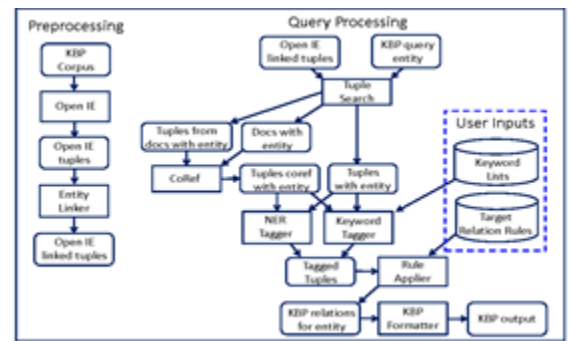 Preprocessing
KBP
Corpus
Open IE
Open IE
tuples
Entity
Linker
Open IE
linked tuples
Query Processing
Open IE
linked tuples
KBP query
entity
Tuple
Search
Tuples from
docs with entity
Docs with
entity
CoRef
Tuples coref
with entity
Tuples
with entity
NER
Tagger
Keyword
Tagger
User Inputs
Keyword
Lists
Target
Relation Rules
Tagged
Tuples
Rule
Applier
KBP relations
for entity
KBP
Formatter
KBP output